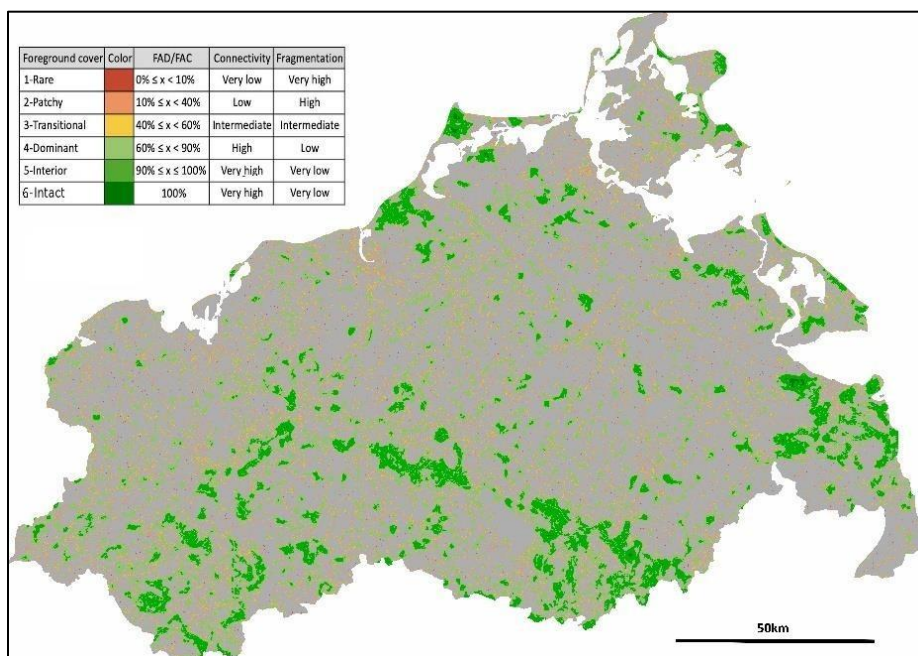 Foreground cover Color FAD/FAC Connectivity Fragmentation
1-Rare 0% ≤ x < 10% Very low Very high
2-Patchy 10% ≤ x < 40% Low High
3-Transitional 40% ≤ x < 60% Intermediate Intermediate
4-Dominant 60% ≤ x < 90% High Low
5-Interior 90% ≤ x ≤ 100% Very high Very low
6-Intact 100% Very high Very low
50km